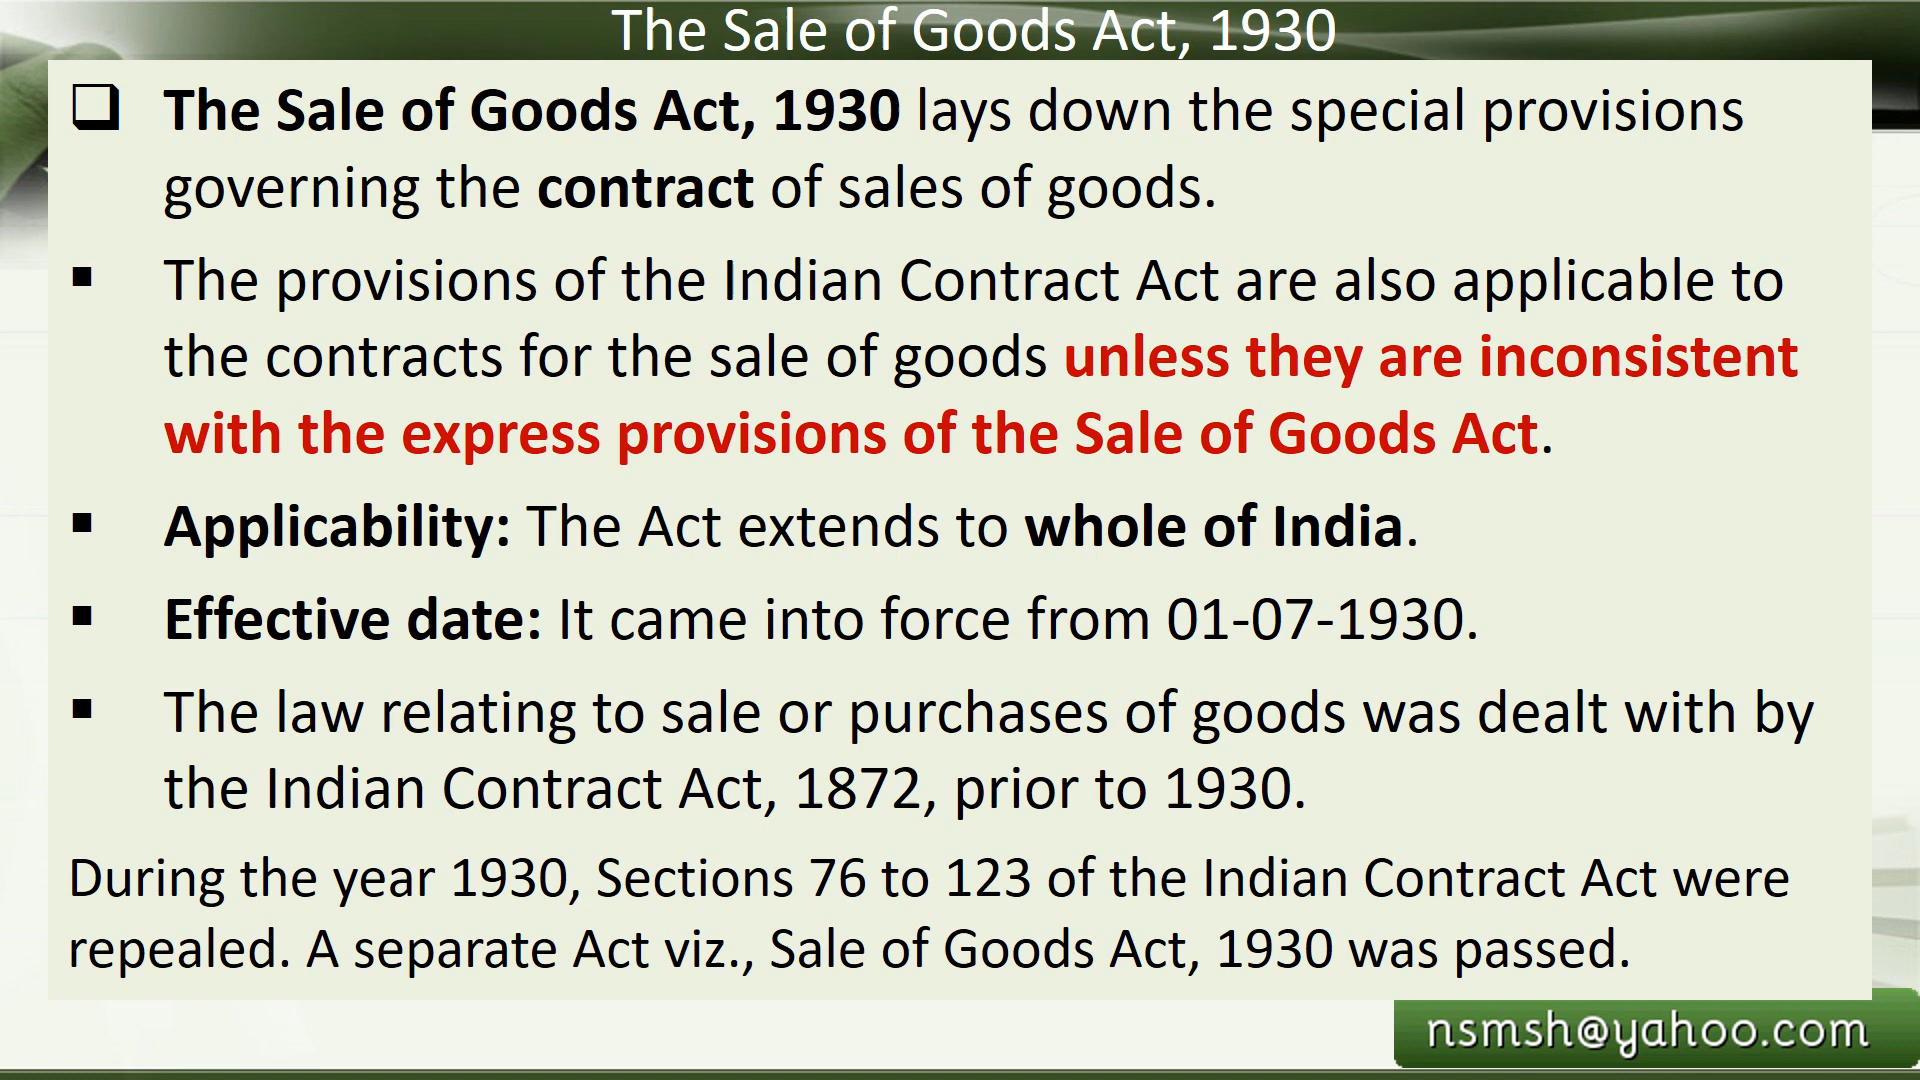 The Sale of Goods Act, 1930
❑ The Sale of Goods Act, 1930 lays down the special provisions
governing the contract of sales of goods.
▪ The provisions of the Indian Contract Act are also applicable to
the contracts for the sale of goods unless they are inconsistent
with the express provisions of the Sale of Goods Act.
▪ Applicability: The Act extends to whole of India.
▪ Effective date: It came into force from 01-07-1930.
▪ The law relating to sale or purchases of goods was dealt with by
the Indian Contract Act, 1872, prior to 1930.
During the year 1930, Sections 76 to 123 of the Indian Contract Act were
repealed. A separate Act viz., Sale of Goods Act, 1930 was passed.
nsmsh@yahoo.com